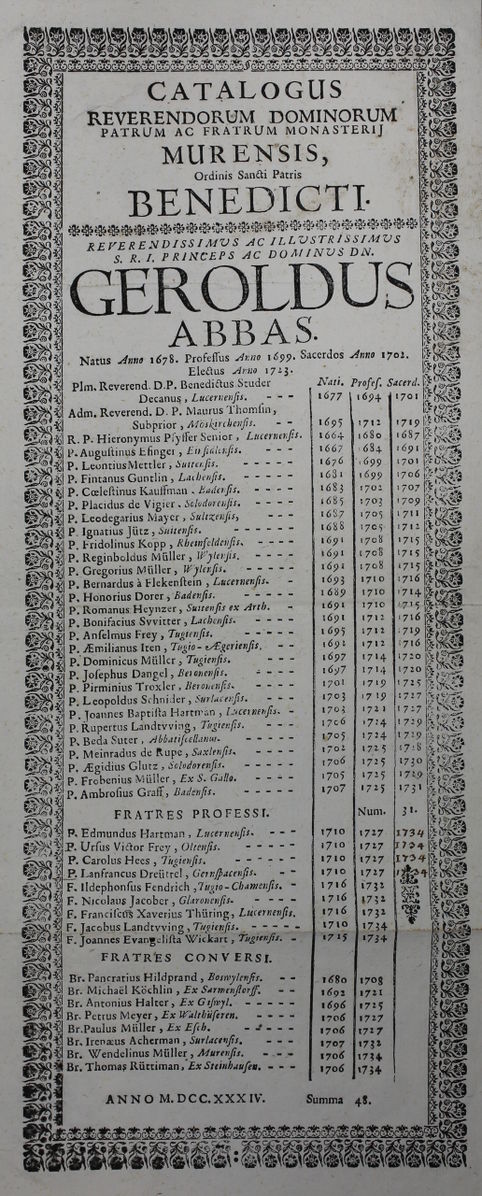 CATALOGUS
REVERENDORUM DOMINORUM
PATRUM AC FRATRUM MONASTERIJ
MURENSIS,
Ordinis Sancti Patris
BENEDICTI.
REVERENDISSIMVS AC ILLVSTRISSIMVS
S. R. I. PRINCEPS AC DOMINVS DN.
GEROLDUS
ABBAS.
Natus Anno 1678. Professus Anno 1699. Sacerdos Anno 1702.
Electus Anno 1723.
Plm. Reverend. D.P. Benedictus Studer Nati. Profess. Sacerd.
Decanus, Lucernensis. - - - 1677 1694 1701
Adm. Reverend. D. P. Maurus Thomsin,
Subprior, Möskirchensis. - - 1695 1712 1719
R. P. Hieronymus Pfyffer Senior, Lucernensis. 1664 1680 1687
P. Augustinus Efinger, Einsidlensis. - - - 1667 1684 1691
P. Leontius Mettler, Suitensis. - - - - - 1676 1699 1701
P. Fintanus Guntlin, Lachensis. - - - - 1681 1699 1706
P. Cœlestinus Kauffman, Badensis. - - - - 1683 1702 1707
P. Placidus de Vigier, Solodorensis. - - - 1685 1703 1709
P. Leodegarius Mayer, Sultzensis, - - - 1687 1705 1711
P. Ignatius Jütz, Suitensis. - - - - - 1688 1705 1712
P. Fridolinus Kopp, Rheinfeldensis. - - - 1691 1708 1715
P. Reginboldus Müller, Wylensis. - - - 1691 1708 1715
P. Gregorius Müller, Wylensis. - - - - 1691 1708 1715
P. Bernardus à Flekenstein, Lucernensis. - 1693 1710 1716
P. Honorius Dorer, Badensis. - - - - 1689 1710 1714
P. Romanus Heynzer, Suitensis ex Arth. - - 1691 1710 1715
P. Bonifacius Svvitter, Lachensis. - - - 1691 1712 1716
P. Anselmus Frey, Tugiensis. - - - - - 1695 1712 1719
P. Æmilianus Iten, Tugio-Ægeriensis. - - 1692 1712 1716
P. Dominicus Müller, Tugiensis. - - - 1697 1714 1720
P. Josephus Dangel, Beronensis. - - - - 1697 1714 1720
P. Pirminius Troxler, Beronensis. - - - 1701 1719 1725
P. Leopoldus Schnider, Surlacensis. - - - 1703 1719 1727
P. Joannes Baptista Hartman, Lucernensis. - 1703 1721 1727
P. Rupertus Landtvving, Tugiensis. - - - 1706 1724 1729
P. Beda Suter, Abbatiscellanus. - - - - 1705 1724 1729
P. Meinradus de Rupe, Saxlensis. - - - - 1702 1725 1728
P. Ægidius Glutz, Solodorensis. - - - - 1706 1725 1730
P. Frobenius Müller, Ex S. Gallo. - - - 1705 1725 1729
P. Ambrosius Graff, Badensis. - - - - 1707 1725 1731
FRATRES PROFESSI. Num. 31.
P. Edmundus Hartman, Lucernensis. - - - 1710 1727 1734
P. Ursus Victor Frey, Oltensis. - - - - 1710 1727 1734
P. Carolus Hees, Tugiensis. - - - - - 1710 1727 1734
P. Lanfrancus Dreüttel, Gernspacensis. - - 1710 1727 1734
F. Ildephonsus Fendrich, Tugio-Chamensis. - 1716 1732
F. Nicolaus Jacober, Glaronensis. - - - 1716 1732
F. Franciscus Xaverius Thüring, Lucernensis. 1716 1732
F. Jacobus Landtvving, Tugiensis. - - - - 1710 1734
F. Joannes Evangelista Wickart, Tugiensis. - 1715 1734
FRATRES CONVERSI.
Br. Pancratius Hildprand, Boswylensis. - - 1680 1708
Br. Michaël Köchlin, Ex Sarmenstorff. - - 1692 1721
Br. Antonius Halter, Ex Gyswyl. - - - - 1696 1725
Br. Petrus Meyer, Ex Walthüseren. - - - 1706 1727
Br. Paulus Müller, Ex Esch. - - - - 1706 1727
Br. Irenæus Acherman, Surlacensis. - - - 1707 1732
Br. Wendelinus Müller, Murensis. - - - 1706 1734
Br. Thomas Rüttiman, Ex Steinhausen. - - - 1706 1734
ANNO M. DCC. XXXIV. Summa 48.